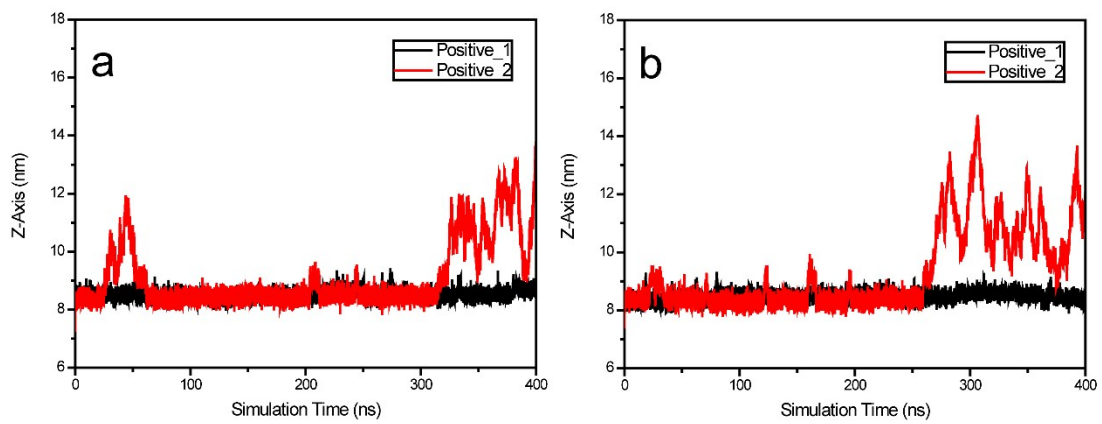 a
Positive_1
Positive_2
18
16
14
12
10
8
6
Z-Axis (nm)
0
100
200
300
400
Simulation Time (ns)
b
Positive_1
Positive_2
18
16
14
12
10
8
6
Z-Axis (nm)
0
100
200
300
400
Simulation Time (ns)